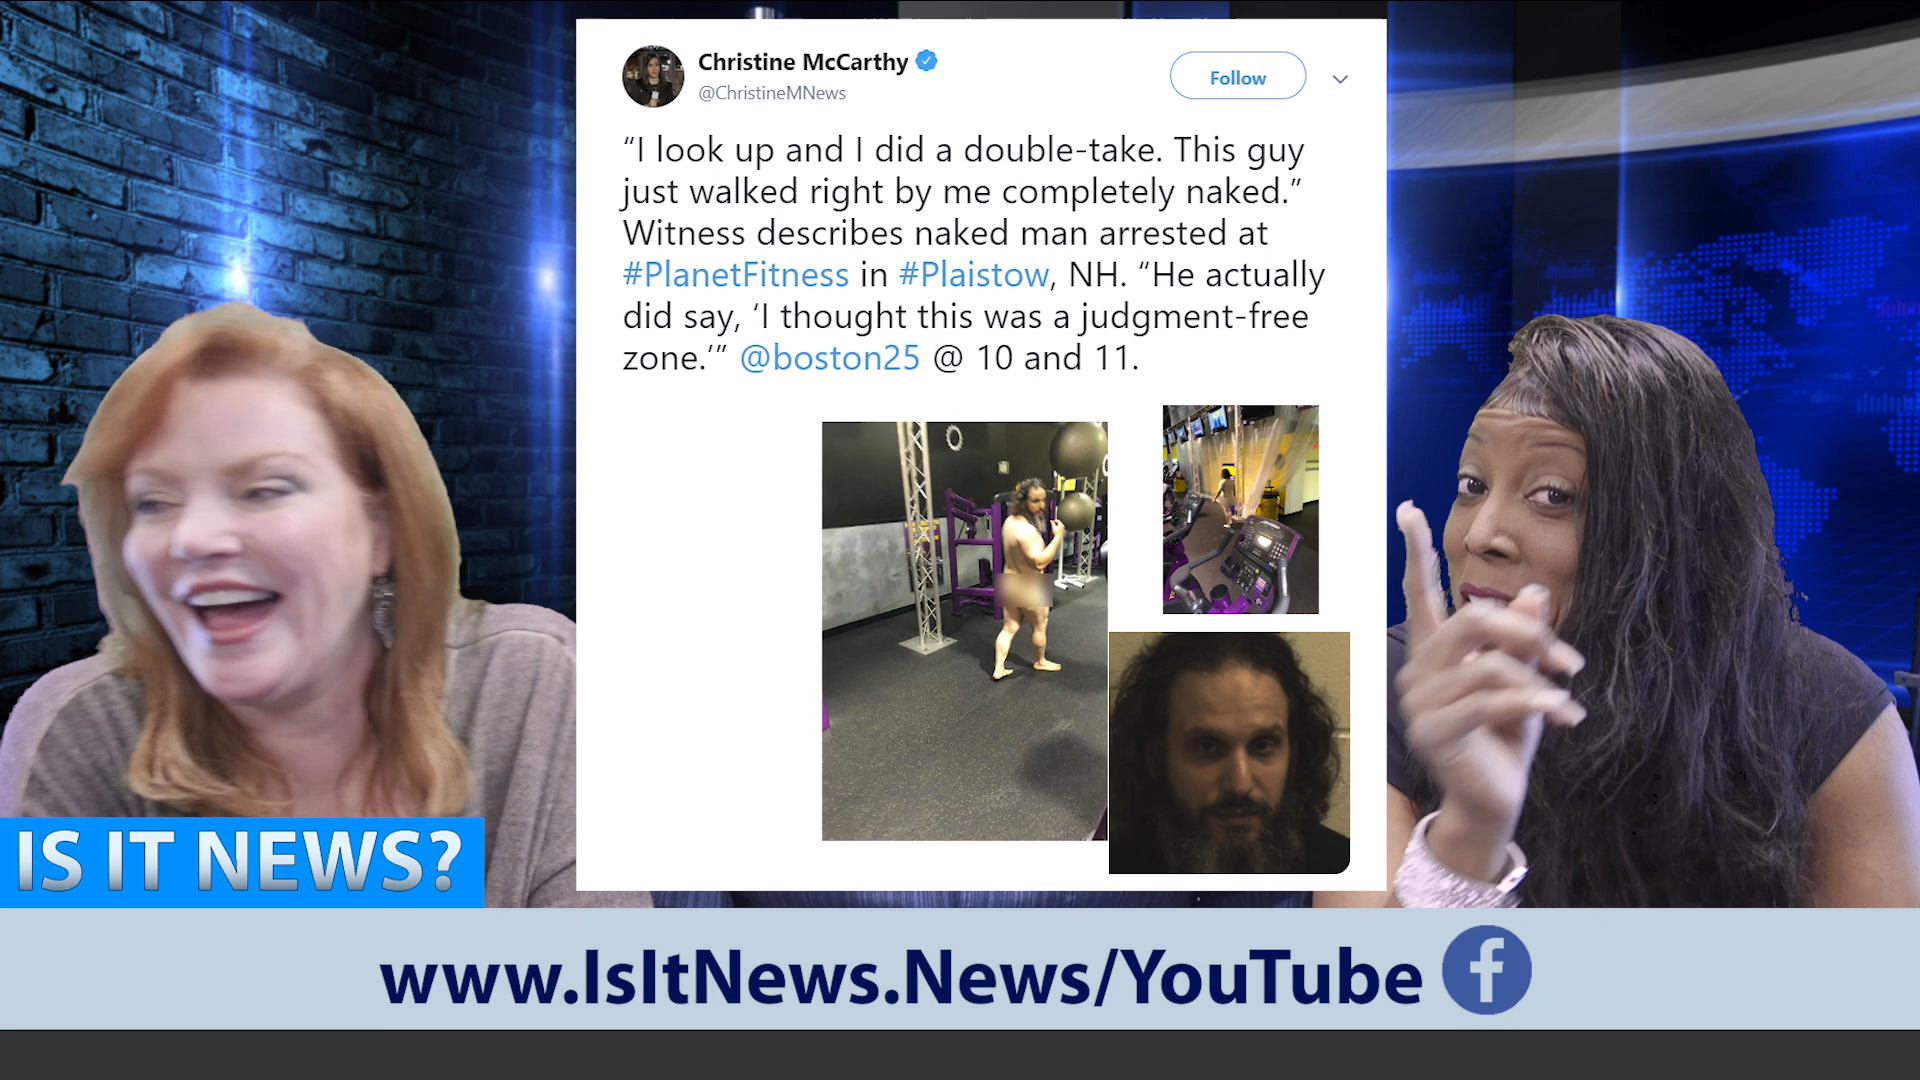 Christine McCarthy
@ChristineMNews
Follow
“I look up and I did a double-take. This guy
just walked right by me completely naked.”
Witness describes naked man arrested at
#PlanetFitness in #Plaistow, NH. “He actually
did say, ‘I thought this was a judgment-free
zone.’” @boston25 @ 10 and 11.
IS IT NEWS?
www.IsItNews.News/YouTube
f